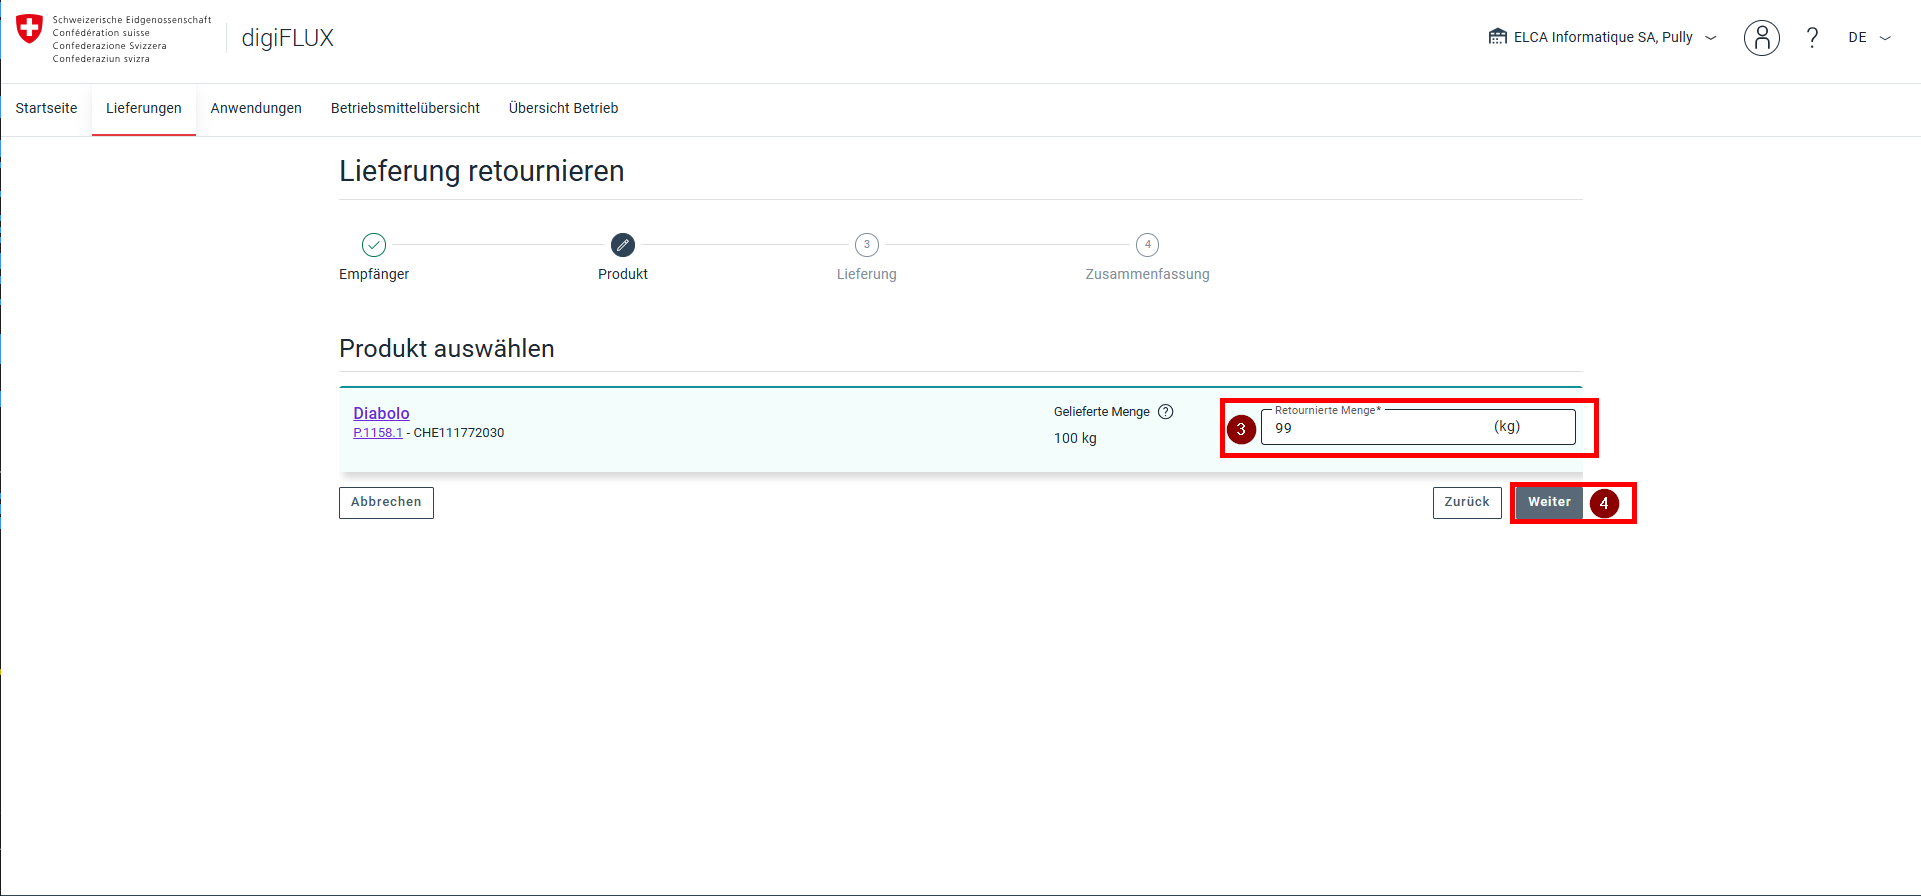 Schweizerische Eidgenossenschaft
Confédération suisse
Confederazione Svizzera
Confederaziun svizra
digiFLUX
ELCA Informatique SA, Pully
?
DE
Startseite
Lieferungen
Anwendungen
Betriebsmittelübersicht
Übersicht Betrieb
Lieferung retournieren
3
4
Empfänger
Produkt
Lieferung
Zusammenfassung
Produkt auswählen
Diabolo
P.1158.1 - CHE111772030
Gelieferte Menge ?
100 kg
3
Retournierte Menge*
99 (kg)
Abbrechen
Zurück
Weiter
4